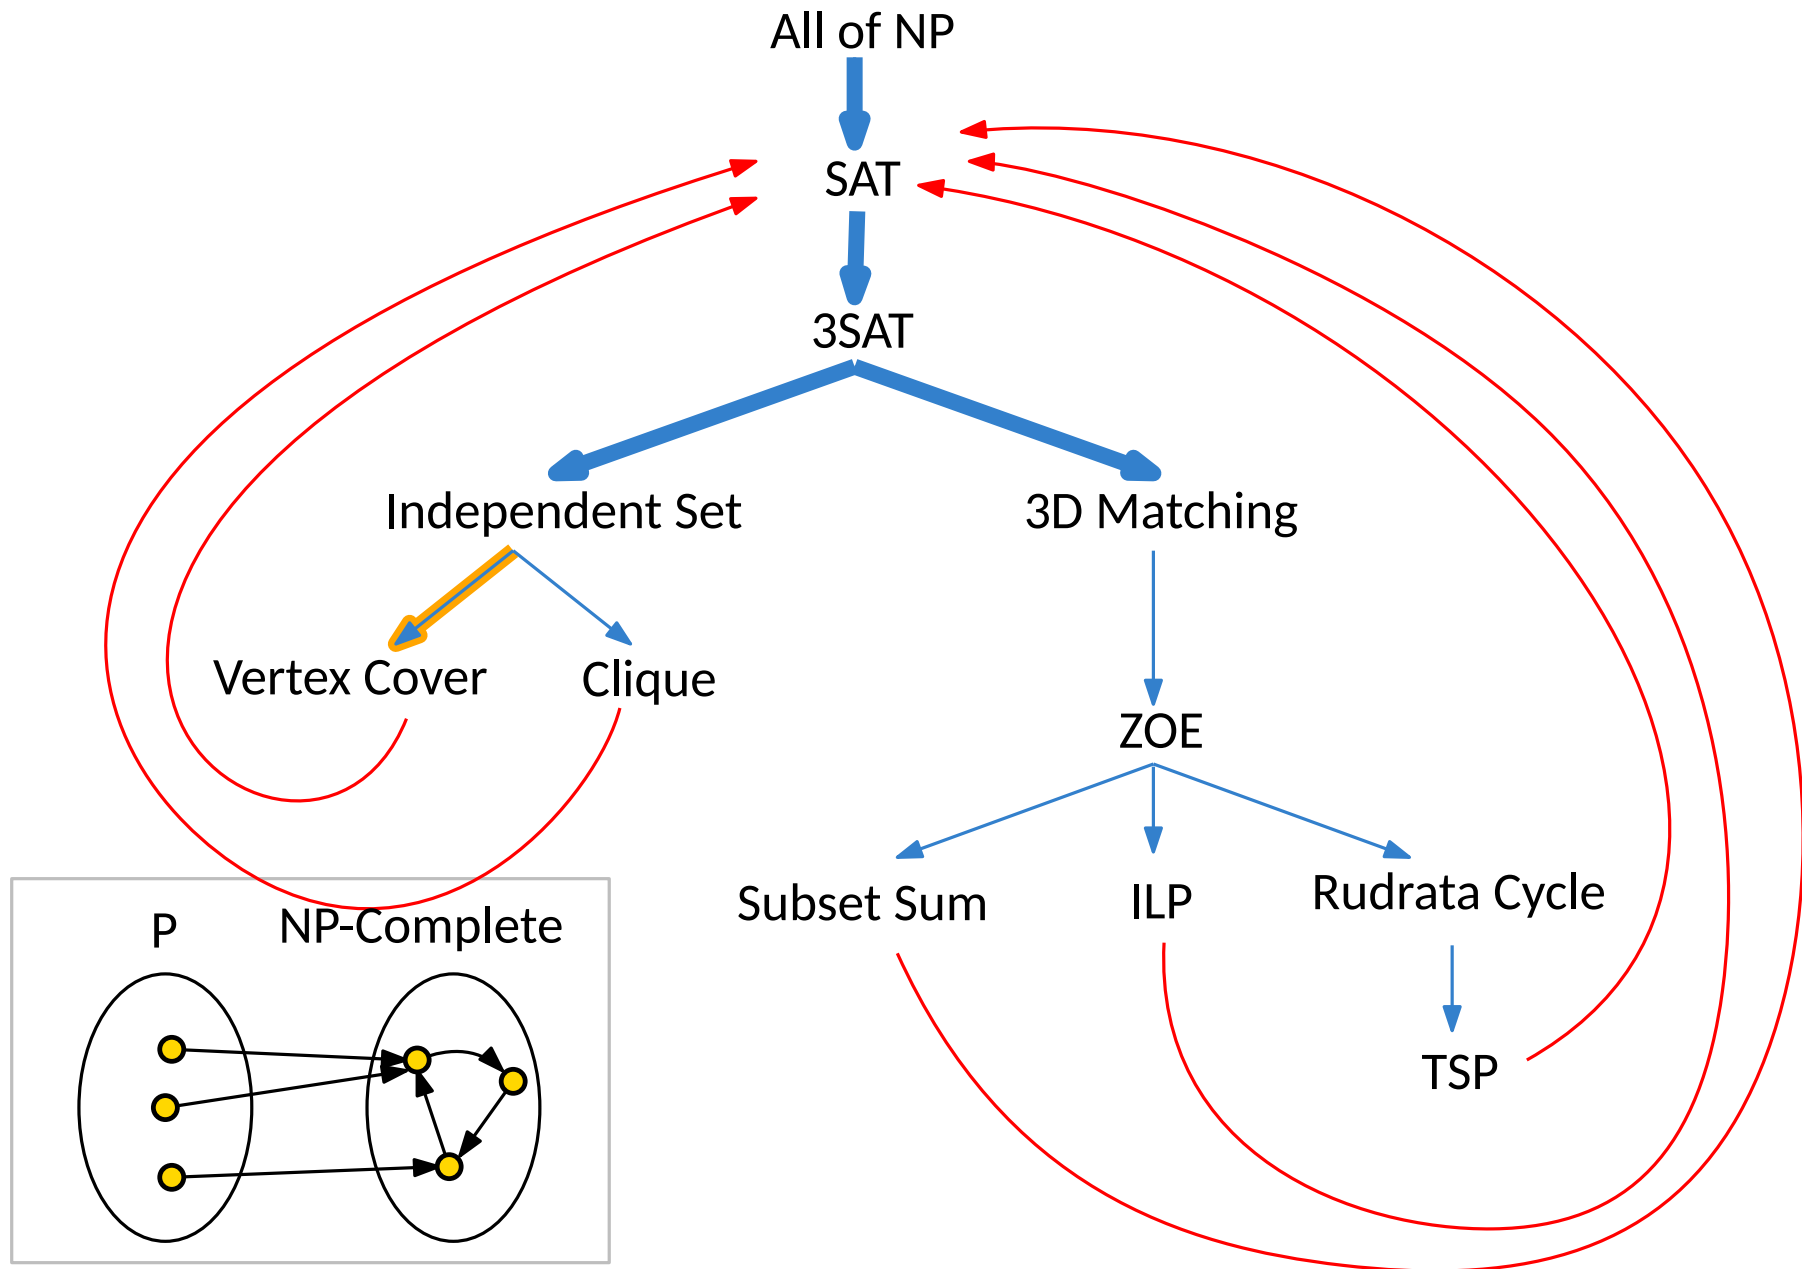 All of NP
SAT
3SAT
Independent Set
3D Matching
Vertex Cover
Clique
ZOE
Subset Sum
ILP
Rudrata Cycle
P
NP-Complete
TSP